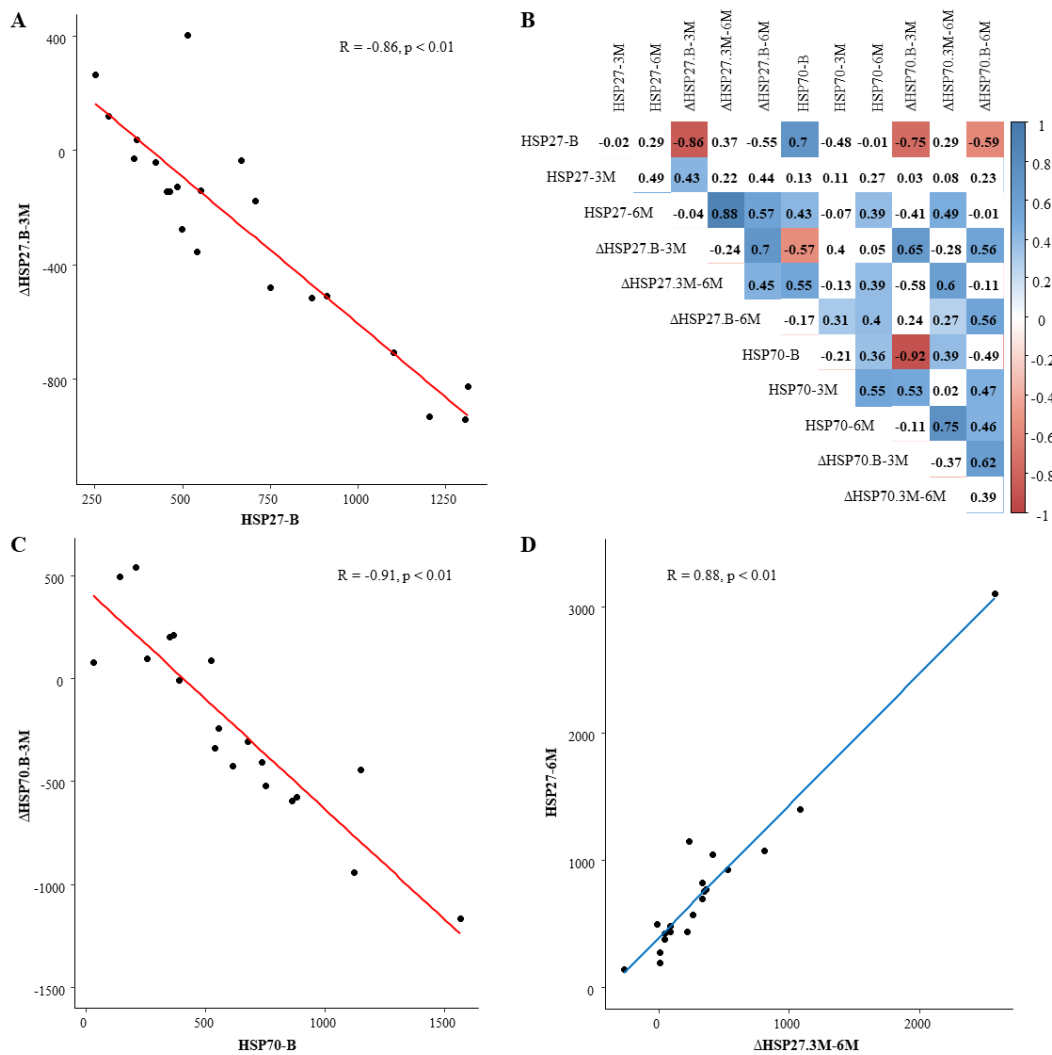 A
R = -0.86, p < 0.01
400
0
-400
-800
ΔHSP27.B-3M
250
500
750
1000
1250
HSP27-B
B
HSP27-3M
HSP27-6M
ΔHSP27.B-3M
ΔHSP27.3M-6M
ΔHSP27.B-6M
HSP70-B
HSP70-3M
HSP70-6M
ΔHSP70.B-3M
ΔHSP70.3M-6M
ΔHSP70.B-6M
HSP27-B -0.02 0.29 -0.86 0.37 -0.55 0.7 -0.48 -0.01 -0.75 0.29 -0.59
HSP27-3M 0.49 0.43 0.22 0.44 0.13 0.11 0.27 0.03 0.08 0.23
HSP27-6M -0.04 0.88 0.57 0.43 -0.07 0.39 -0.41 0.49 -0.01
ΔHSP27.B-3M -0.24 0.7 -0.57 0.4 0.05 0.65 -0.28 0.56
ΔHSP27.3M-6M 0.45 0.55 -0.13 0.39 -0.58 0.6 -0.11
ΔHSP27.B-6M -0.17 0.31 0.4 0.24 0.27 0.56
HSP70-B -0.21 0.36 -0.92 0.39 -0.49
HSP70-3M 0.55 0.53 0.02 0.47
HSP70-6M -0.11 0.75 0.46
ΔHSP70.B-3M -0.37 0.62
ΔHSP70.3M-6M 0.39
1
0.8
0.6
0.4
0.2
0
-0.2
-0.4
-0.6
-0.8
-1
C
R = -0.91, p < 0.01
500
0
-500
-1000
-1500
ΔHSP70.B-3M
0
500
1000
1500
HSP70-B
D
R = 0.88, p < 0.01
3000
2000
1000
0
HSP27-6M
0
1000
2000
ΔHSP27.3M-6M